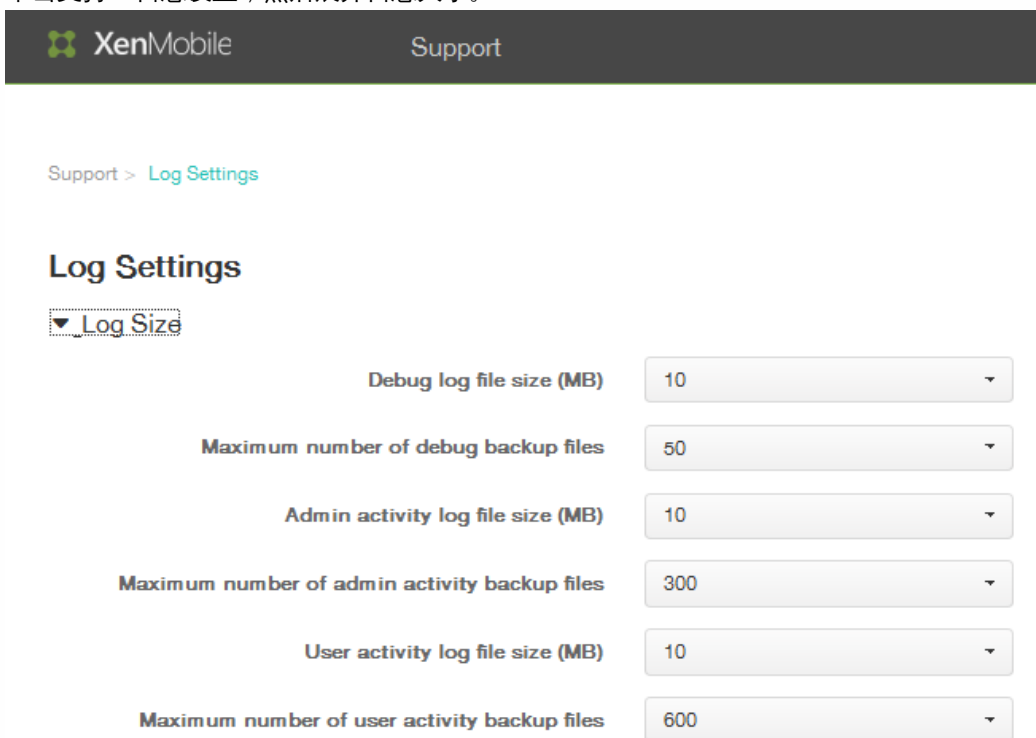 XenMobile Support
Support > Log Settings
Log Settings
Log Size
Debug log file size (MB) 10
Maximum number of debug backup files 50
Admin activity log file size (MB) 10
Maximum number of admin activity backup files 300
User activity log file size (MB) 10
Maximum number of user activity backup files 600